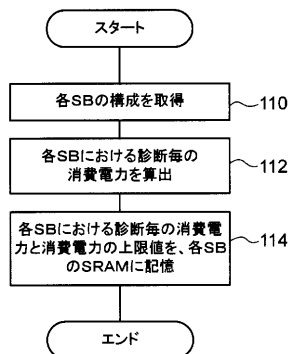 スタート
各SBの構成を取得
110
各SBにおける診断毎の
消費電力を算出
112
各SBにおける診断毎の消費電
力と消費電力の上限値を、各SB
のSRAMに記憶
114
エンド